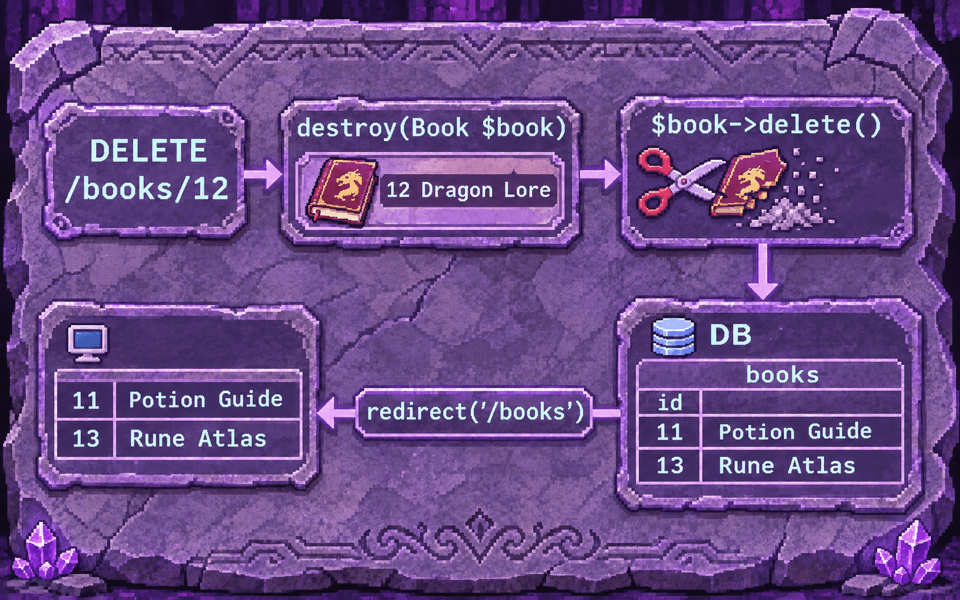 DELETE
/books/12
destroy(Book $book)
12 Dragon Lore
$book->delete()
DB
books
id
11 Potion Guide
13 Rune Atlas
redirect('/books')
11 Potion Guide
13 Rune Atlas